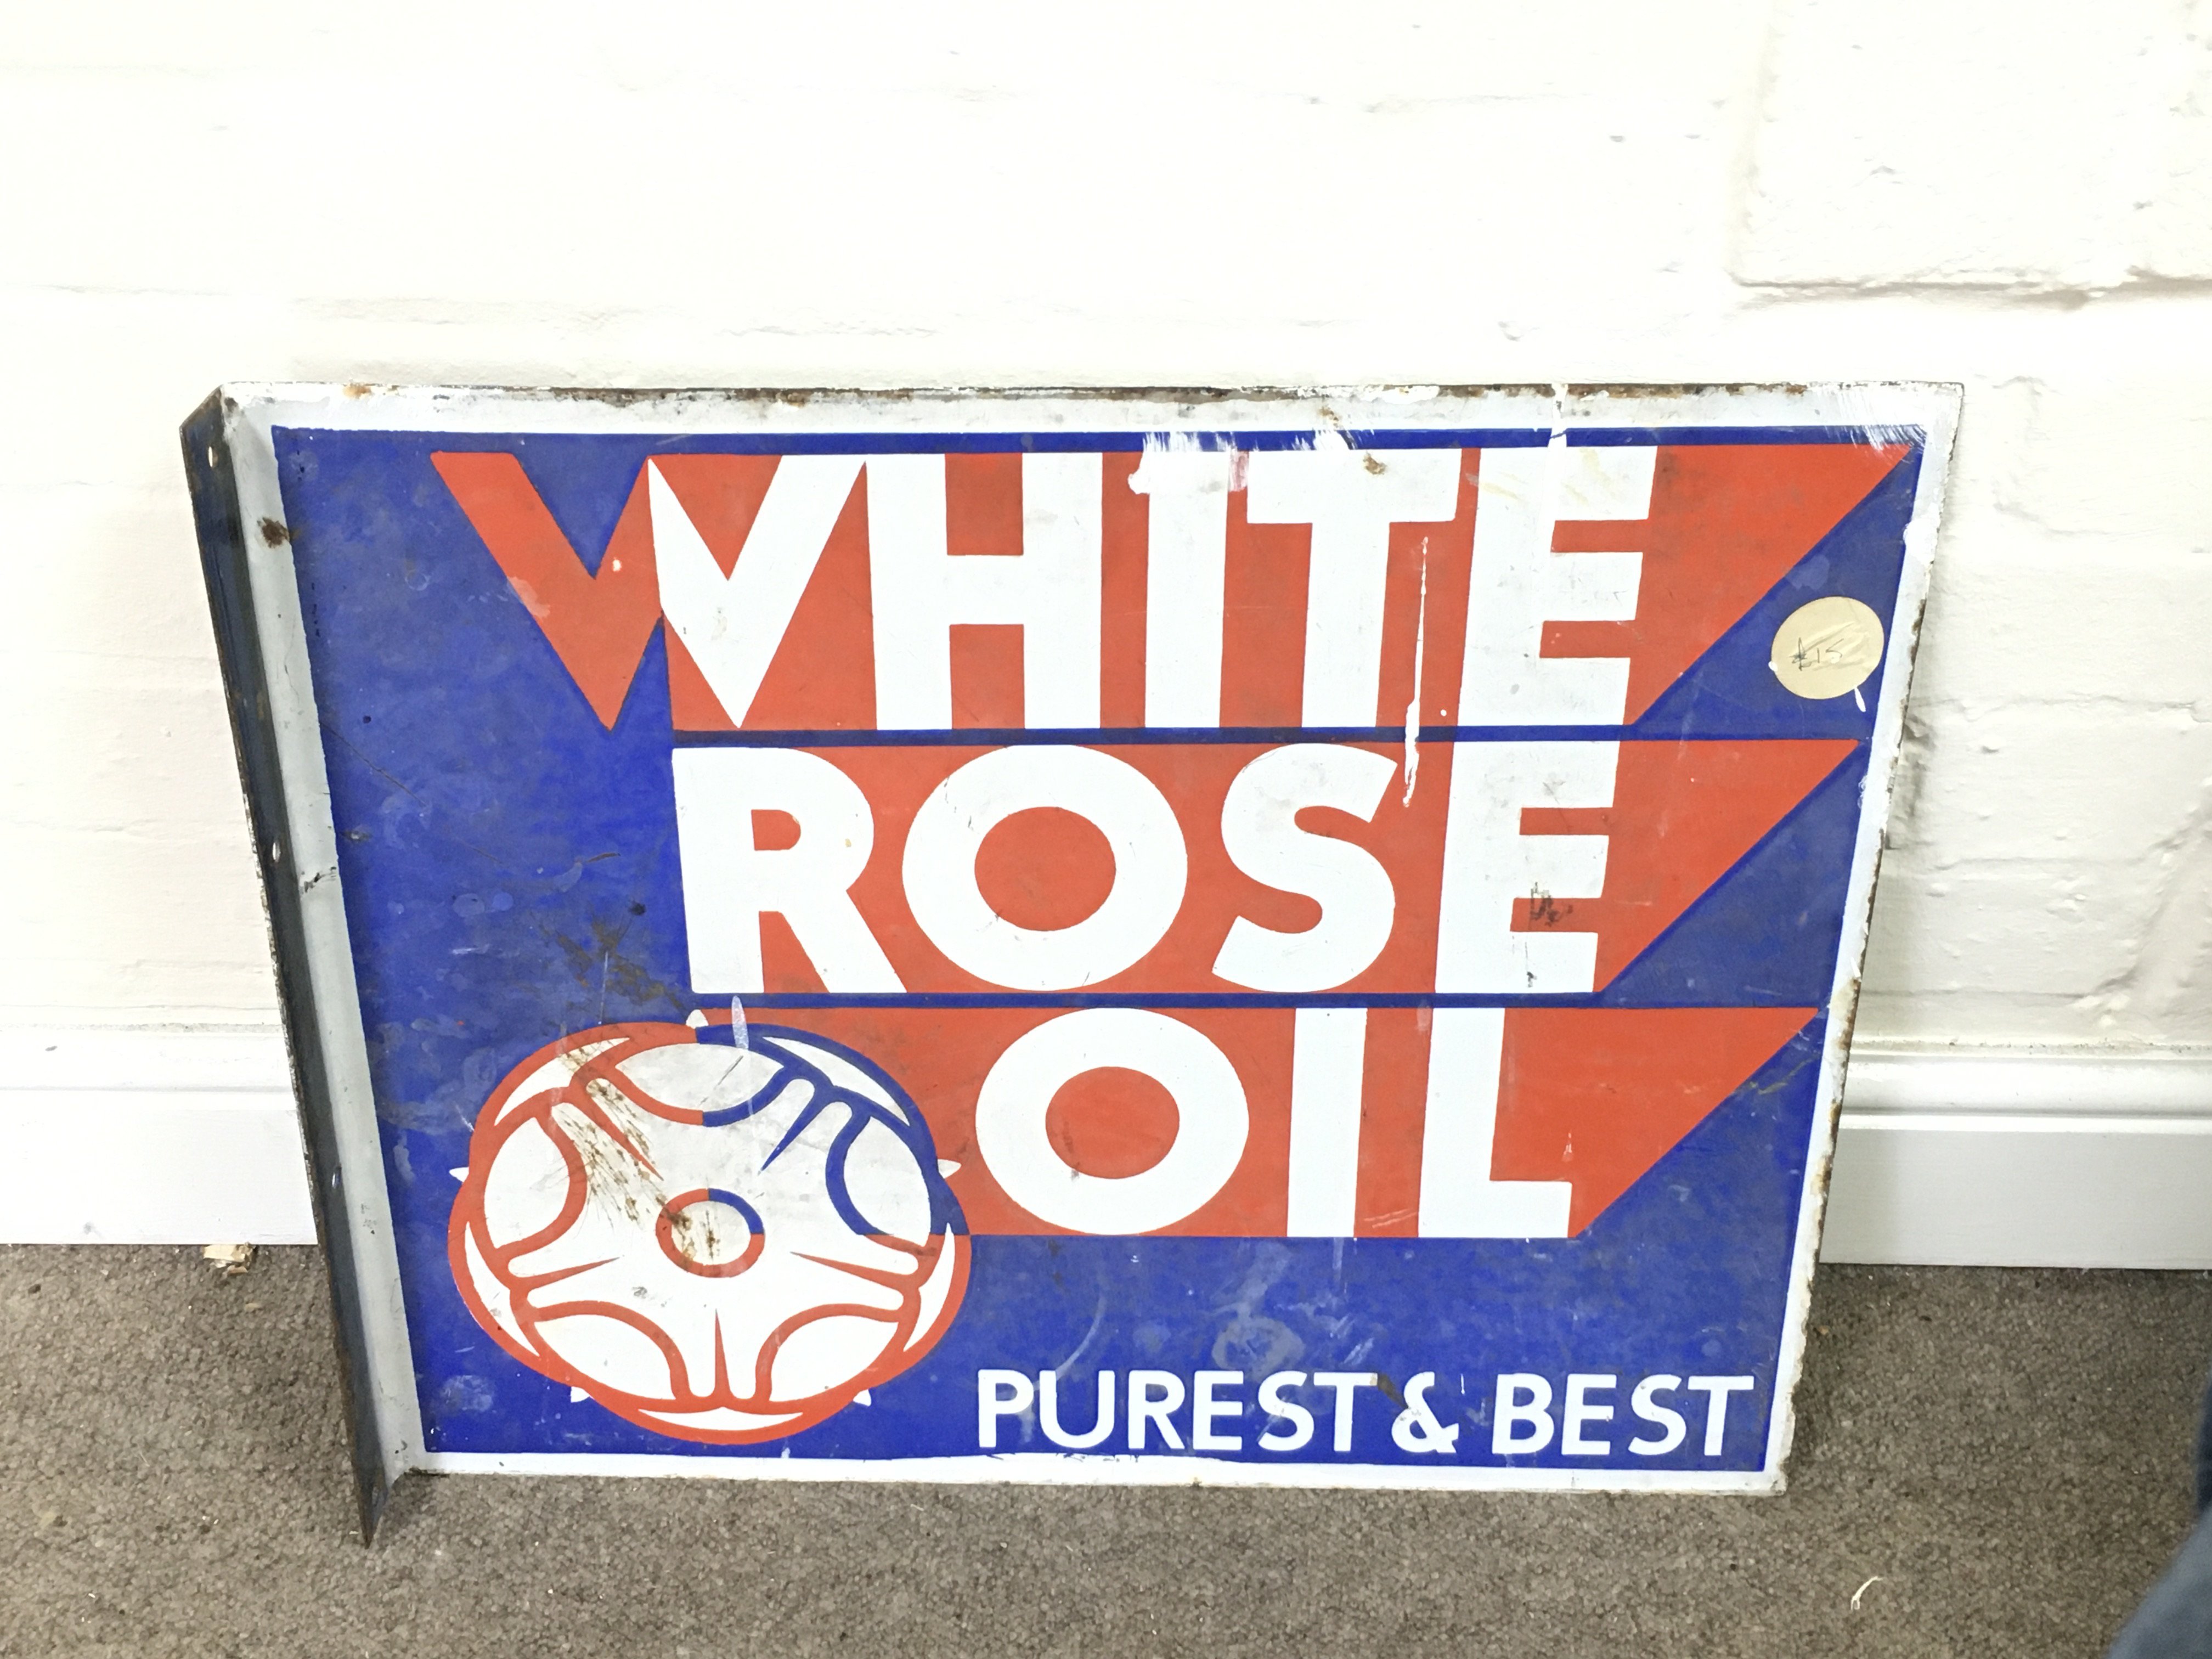 WHITE
ROSE
OIL
PUREST & BEST